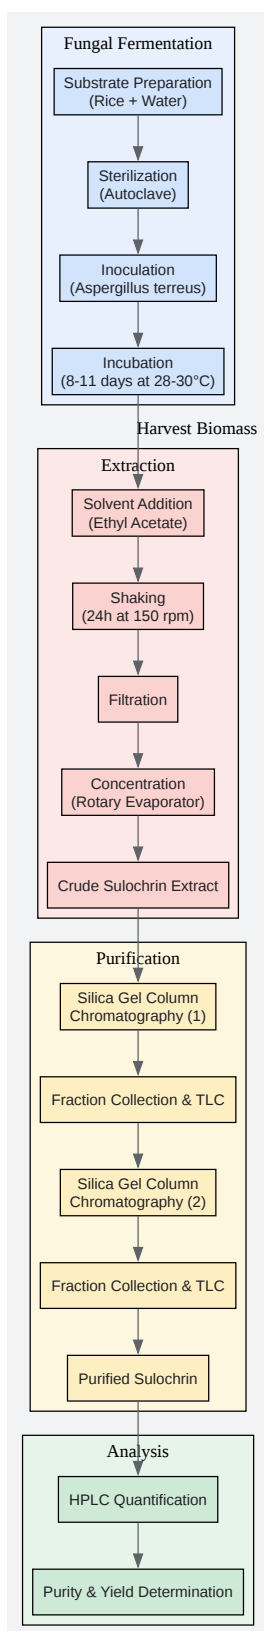 Fungal Fermentation
Substrate Preparation
(Rice + Water)
Sterilization
(Autoclave)
Inoculation
(Aspergillus terreus)
Incubation
(8-11 days at 28-30°C)
Harvest Biomass
Extraction
Solvent Addition
(Ethyl Acetate)
Shaking
(24h at 150 rpm)
Filtration
Concentration
(Rotary Evaporator)
Crude Sulochrin Extract
Purification
Silica Gel Column
Chromatography (1)
Fraction Collection & TLC
Silica Gel Column
Chromatography (2)
Fraction Collection & TLC
Purified Sulochrin
Analysis
HPLC Quantification
Purity & Yield Determination